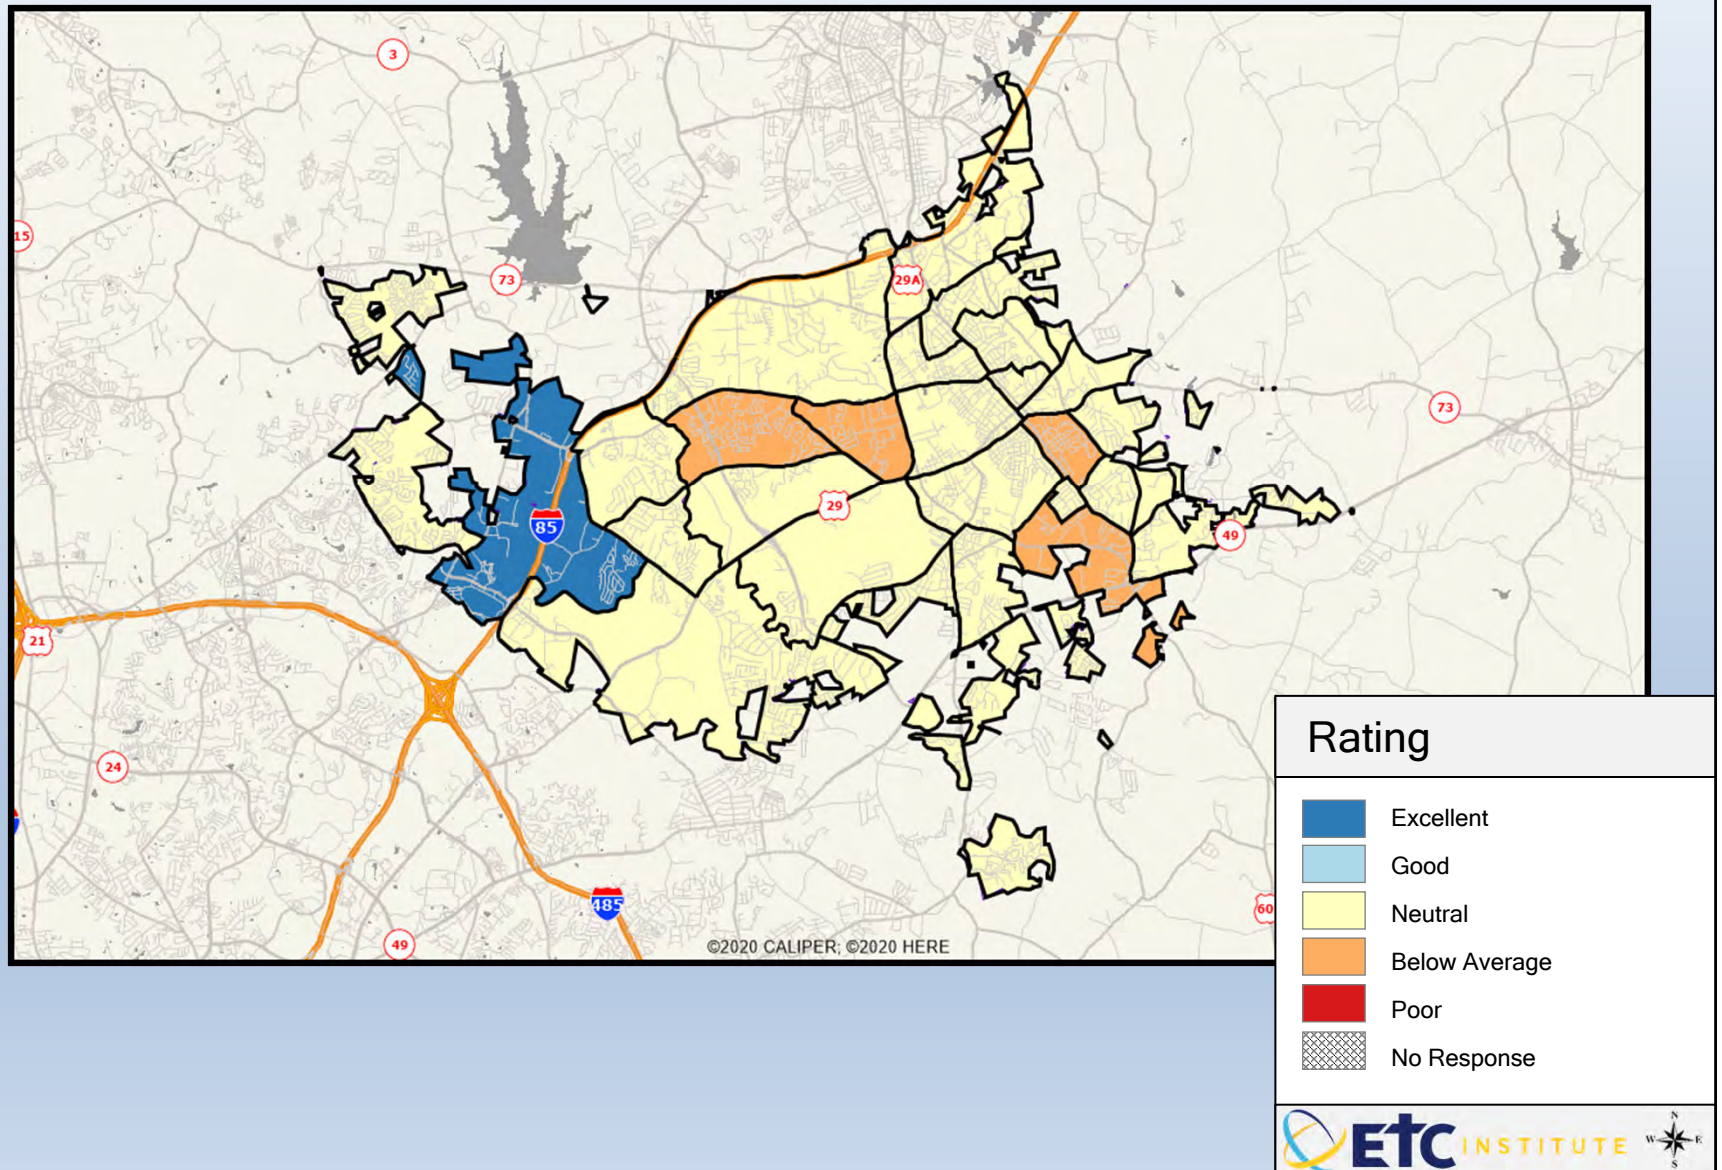 3
15
73
29A
73
29
85
49
21
24
485
49
60
©2020 CALIPER; ©2020 HERE
Rating
Excellent
Good
Neutral
Below Average
Poor
No Response
ETC INSTITUTE
N
W E
S